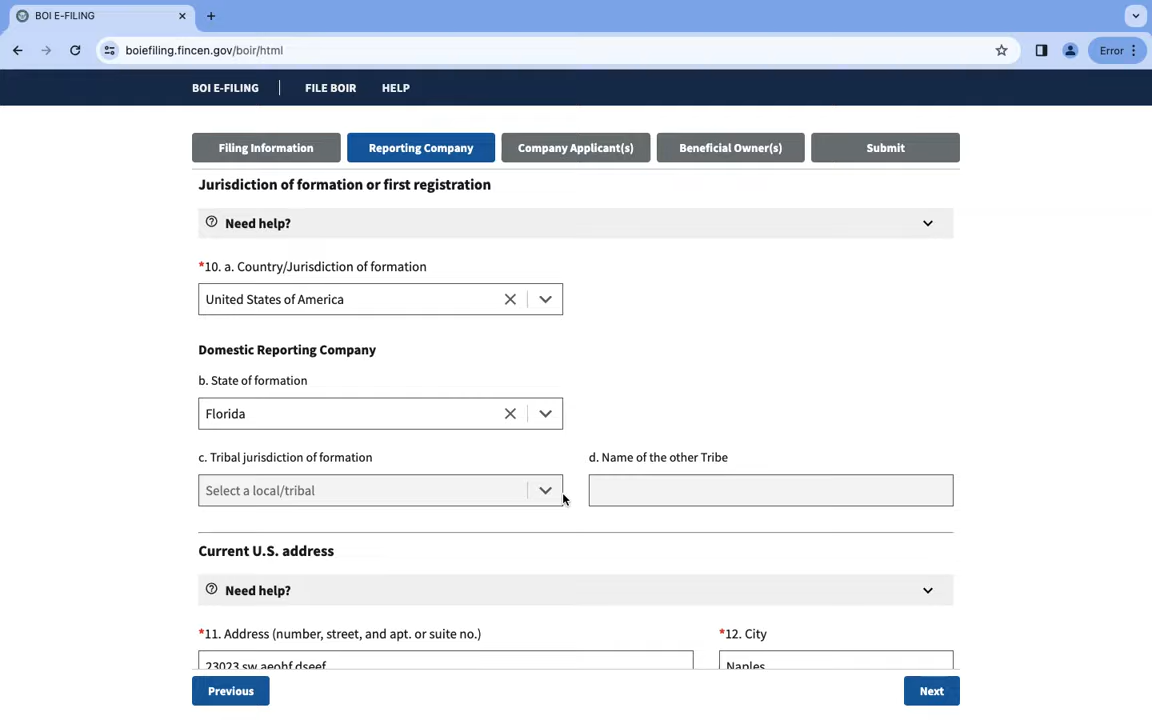 BOI E-FILING
boiefiling.fincen.gov/boir/html
Error
BOI E-FILING FILE BOIR HELP
Filing Information Reporting Company Company Applicant(s) Beneficial Owner(s) Submit
Jurisdiction of formation or first registration
Need help?
*10. a. Country/Jurisdiction of formation
United States of America
Domestic Reporting Company
b. State of formation
Florida
c. Tribal jurisdiction of formation d. Name of the other Tribe
Select a local/tribal
Current U.S. address
Need help?
*11. Address (number, street, and apt. or suite no.) *12. City
23023 sw aeohf dseef Naples
Previous Next